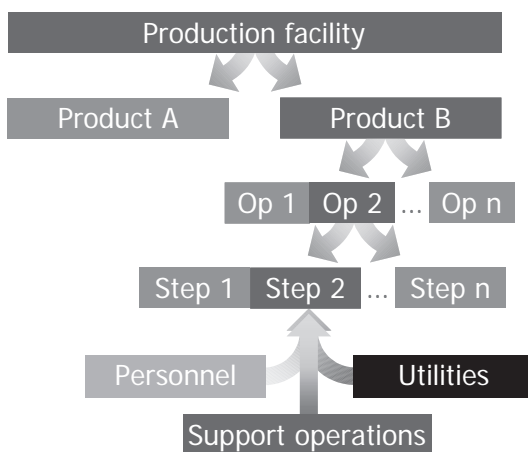 Production facility
Product A Product B
Op 1 Op 2 ... Op n
Step 1 Step 2 ... Step n
Personnel Utilities
Support operations